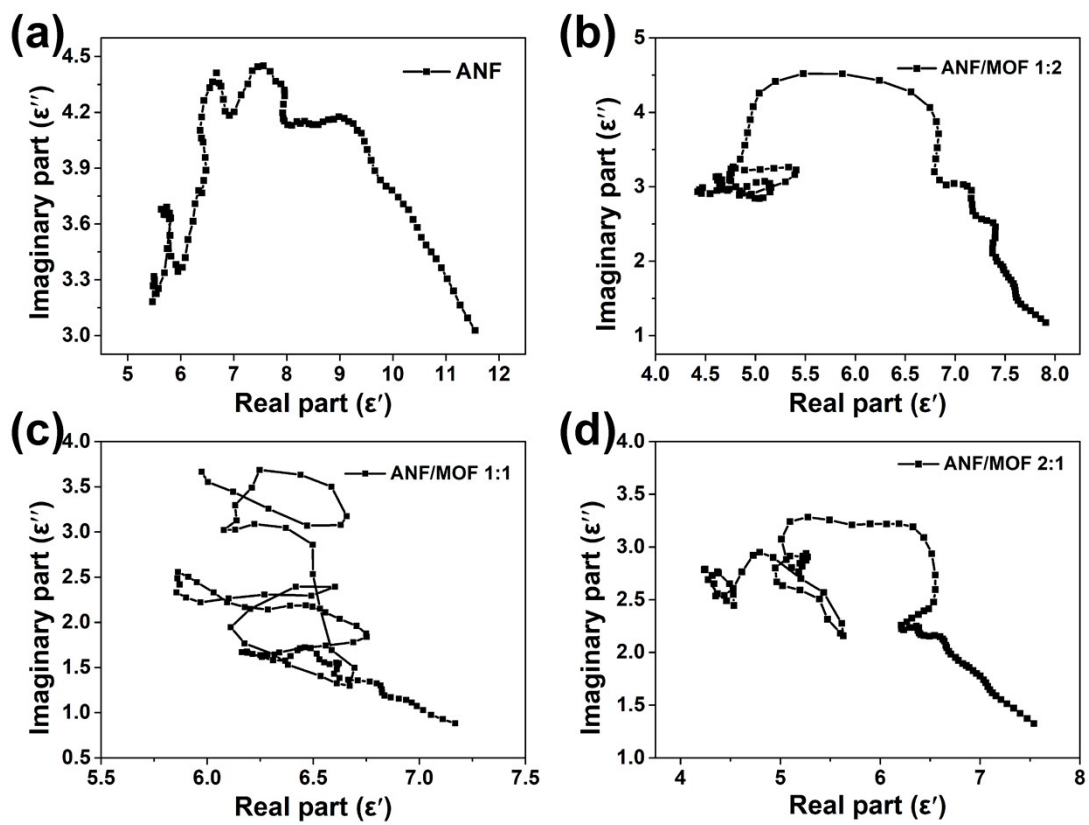 (a)
ANF
Imaginary part (ε′′)
4.5
4.2
3.9
3.6
3.3
3.0
5 6 7 8 9 10 11 12
Real part (ε′)
(b)
ANF/MOF 1:2
Imaginary part (ε′′)
5
4
3
2
1
4.0 4.5 5.0 5.5 6.0 6.5 7.0 7.5 8.0
Real part (ε′)
(c)
ANF/MOF 1:1
Imaginary part (ε′′)
4.0
3.5
3.0
2.5
2.0
1.5
1.0
0.5
5.5 6.0 6.5 7.0 7.5
Real part (ε′)
(d)
ANF/MOF 2:1
Imaginary part (ε′′)
4.0
3.5
3.0
2.5
2.0
1.5
1.0
4 5 6 7 8
Real part (ε′)